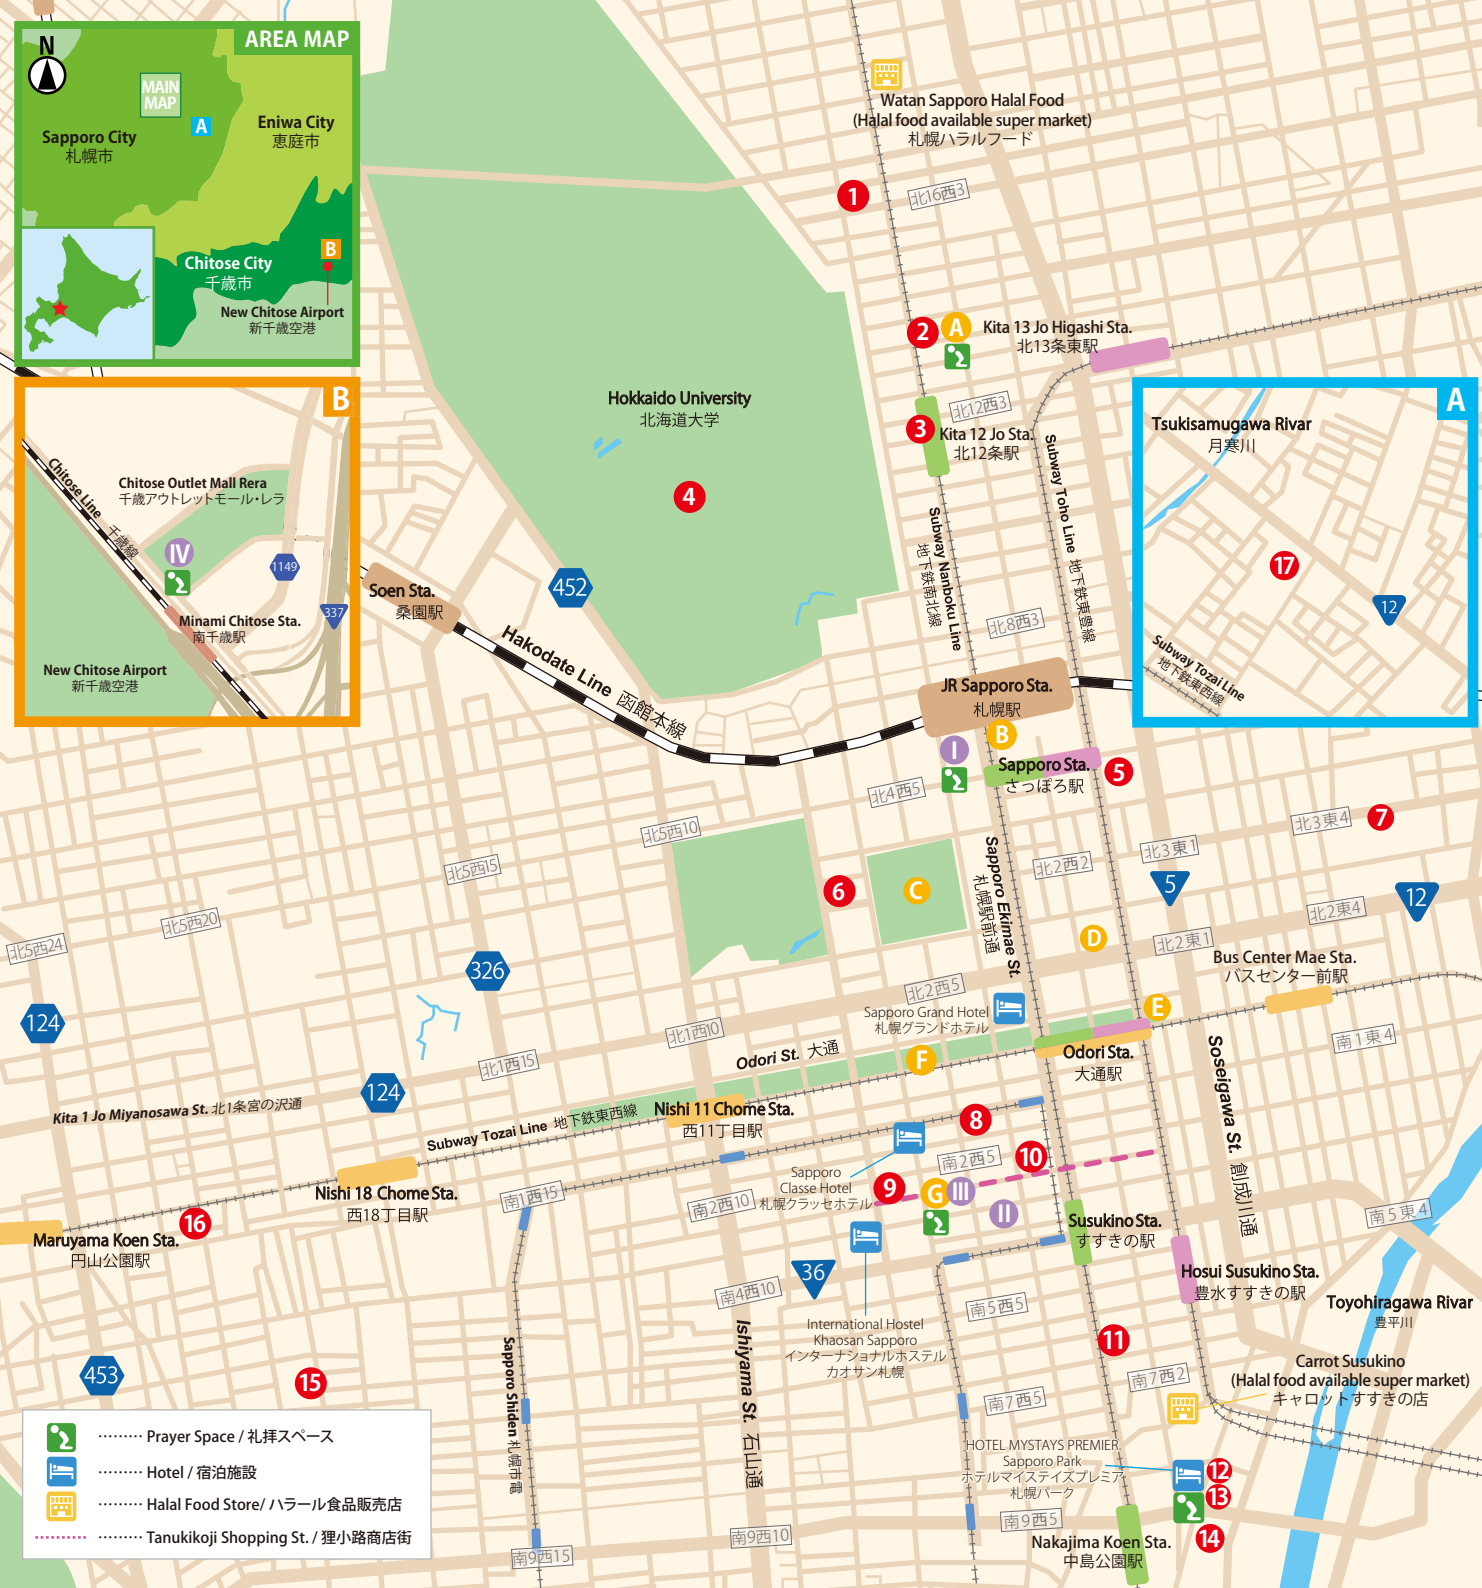 AREA MAP
N
MAIN
MAP
A
Sapporo City
札幌市
Eniwa City
恵庭市
B
Chitose City
千歳市
New Chitose Airport
新千歳空港
B
Chitose Line 千歳線
Chitose Outlet Mall Rera
千歳アウトレットモール・レラ
IV
1149
337
Minami Chitose Sta.
南千歳駅
New Chitose Airport
新千歳空港
Watan Sapporo Halal Food
(Halal food available super market)
札幌ハラルフード
1
北16西3
2
A
Kita 13 Jo Higashi Sta.
北13条東駅
Hokkaido University
北海道大学
北12西3
3
Kita 12 Jo Sta.
北12条駅
4
A
Tsukisamugawa Rivar
月寒川
17
12
Subway Tozai Line
地下鉄東西線
Subway Toho Line 地下鉄東豊線
Subway Nanboku Line
地下鉄南北線
Soen Sta.
桑園駅
452
北8西3
Hakodate Line 函館本線
JR Sapporo Sta.
札幌駅
B
I
Sapporo Sta.
さっぽろ駅
5
北4西5
7
北3東4
北5西10
北3東1
Sapporo Ekimae St.
札幌駅前通
北2西2
北5西15
6
C
5
12
北2東4
北5西20
北5西24
D
北2東1
Bus Center Mae Sta.
バスセンター前駅
326
北2西5
Sapporo Grand Hotel
札幌グランドホテル
E
124
北1西10
南1東4
Odori St. 大通
F
Odori Sta.
大通駅
Soseigawa St. 創成川通
北1西15
124
Kita 1 Jo Miyanosawa St. 北1条宮の沢通
Nishi 11 Chome Sta.
西11丁目駅
Subway Tozai Line 地下鉄東西線
8
南2西5
10
Sapporo
Classe Hotel
札幌クラッセホテル
9
G
III
II
Nishi 18 Chome Sta.
西18丁目駅
南1西15
南2西10
南5東4
Susukino Sta.
すすきの駅
16
Maruyama Koen Sta.
円山公園駅
36
南4西10
Hosui Susukino Sta.
豊水すすきの駅
南5西5
Toyohiragawa Rivar
豊平川
International Hostel
Khaosan Sapporo
インターナショナルホステル
カオサン札幌
11
Sapporo Shiden 札幌市電
Ishiyama St. 石山通
453
15
南7西2
Carrot Susukino
(Halal food available super market)
キャロットすすきの店
南7西5
HOTEL MYSTAYS PREMIER
Sapporo Park
ホテルマイステイズプレミア
札幌パーク
12
13
14
南9西5
南9西10
南9西15
Nakajima Koen Sta.
中島公園駅
········· Prayer Space / 礼拝スペース
········· Hotel / 宿泊施設
········· Halal Food Store/ ハラール食品販売店
········· Tanukikoji Shopping St. / 狸小路商店街